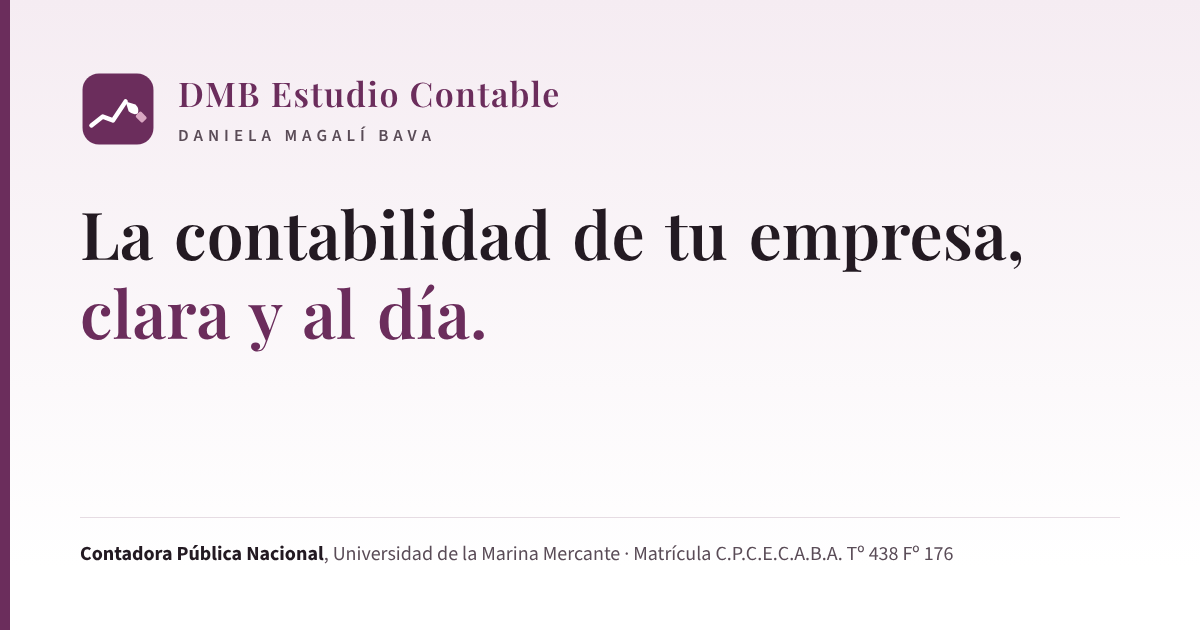 DMB Estudio Contable
DANIELA MAGALÍ BAVA
La contabilidad de tu empresa,
clara y al día.
Contadora Pública Nacional, Universidad de la Marina Mercante · Matrícula C.P.C.E.C.A.B.A. Tº 438 Fº 176